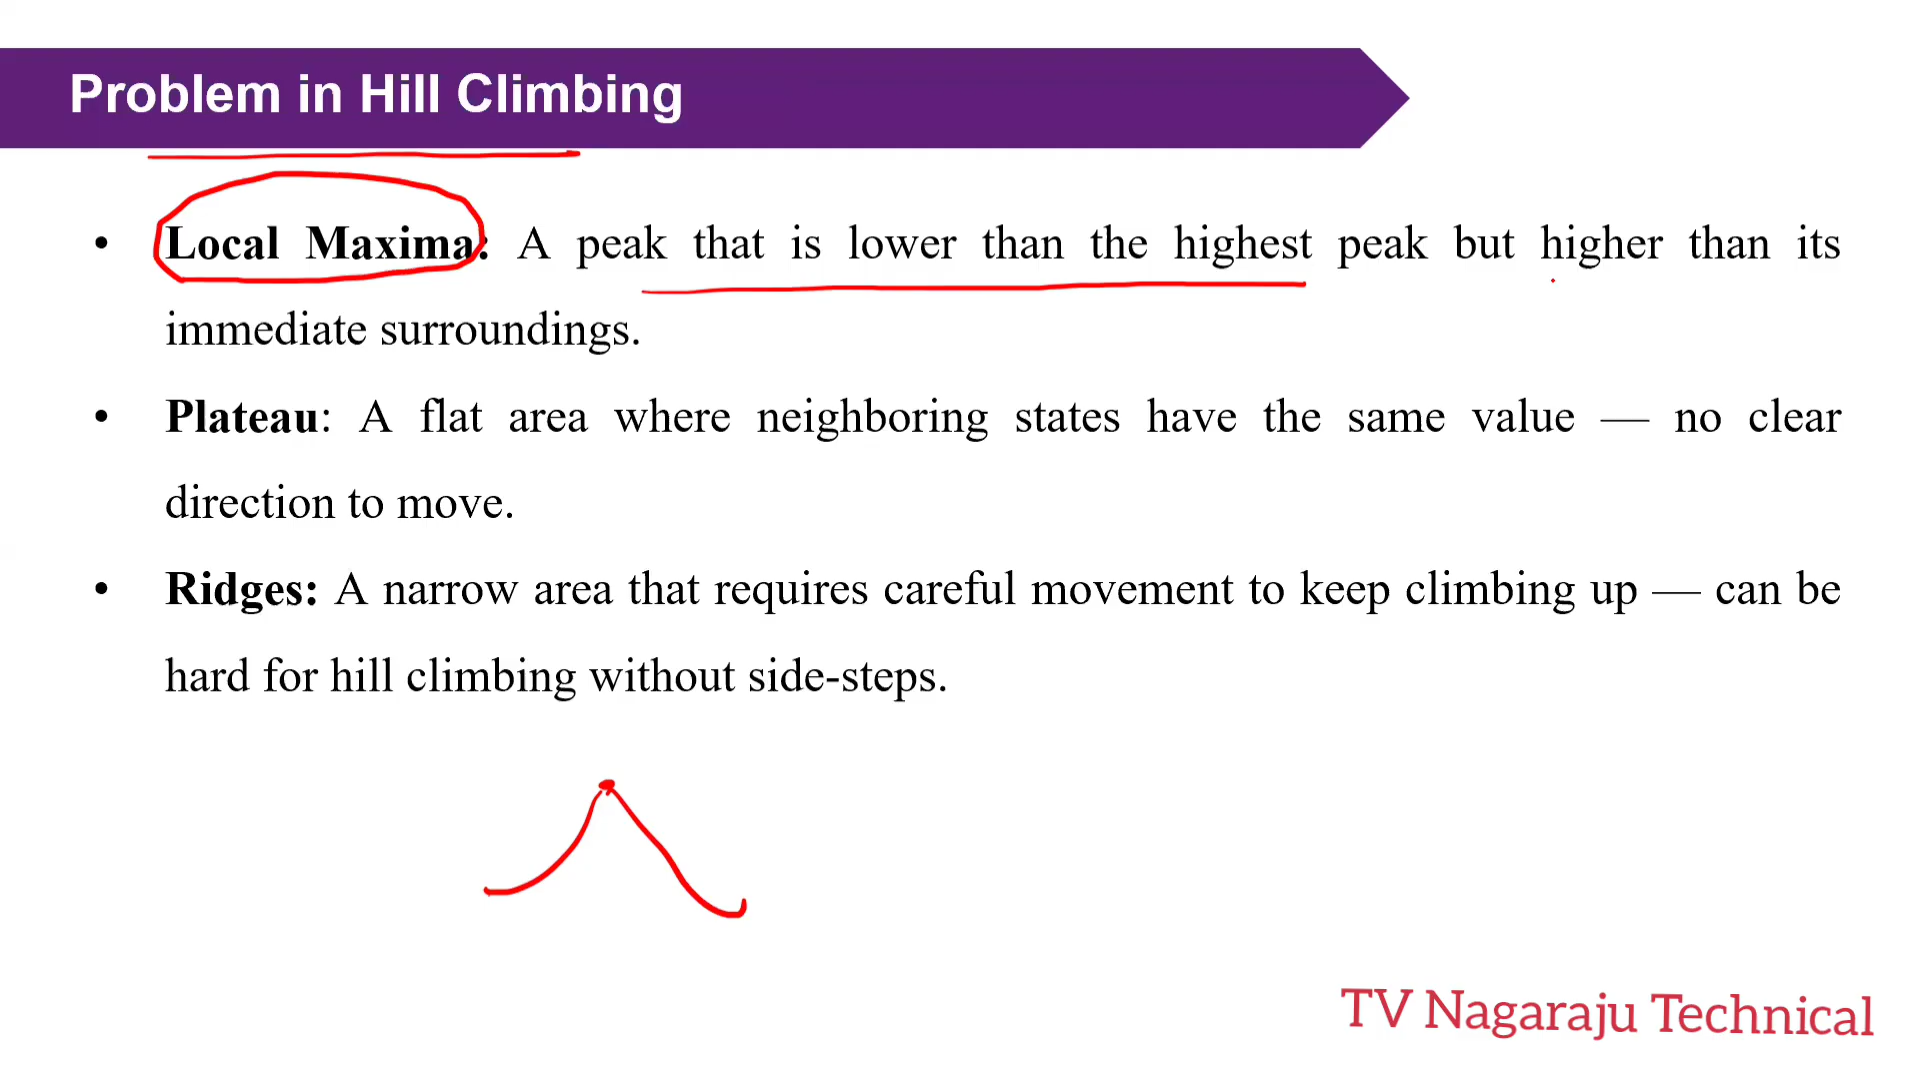 Problem in Hill Climbing
• Local Maxima: A peak that is lower than the highest peak but higher than its
immediate surroundings.
• Plateau: A flat area where neighboring states have the same value — no clear
direction to move.
• Ridges: A narrow area that requires careful movement to keep climbing up — can be
hard for hill climbing without side-steps.
TV Nagaraju Technical